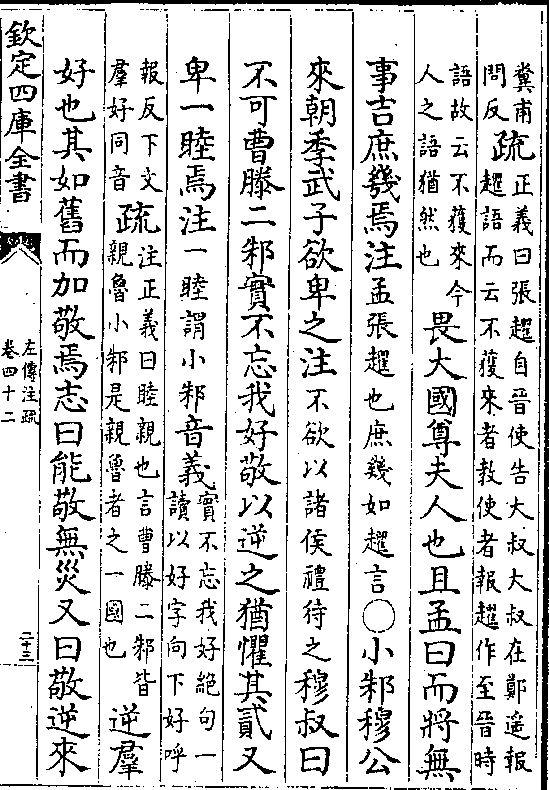 冀甫
問反
疏
正義曰張趯自晉使告大叔大叔在鄭遙報
趯語而云不獲來者教使者報趯作至晉時
語故云不獲來今
人之語猶然也
畏大國尊夫人也且孟曰而將無
事吉庶幾焉注孟張趯也庶幾如趯言○小邾穆公
來朝季武子欲卑之注不欲以諸侯禮待之穆叔曰
不可曹滕二邾實不忘我好敬以逆之猶懼其貳又
卑一睦焉注一睦謂小邾音義
實不忘我好絕句一
讀以好字向下好呼
報反下文
羣好同音
疏
注正義曰睦親也言曹滕二邾皆
親魯小邾是親魯者之一國也
逆羣
好也其如舊而加敬焉志曰能敬無災又曰敬逆來
欽定四庫全書
左傳注疏
卷四十二
二十三